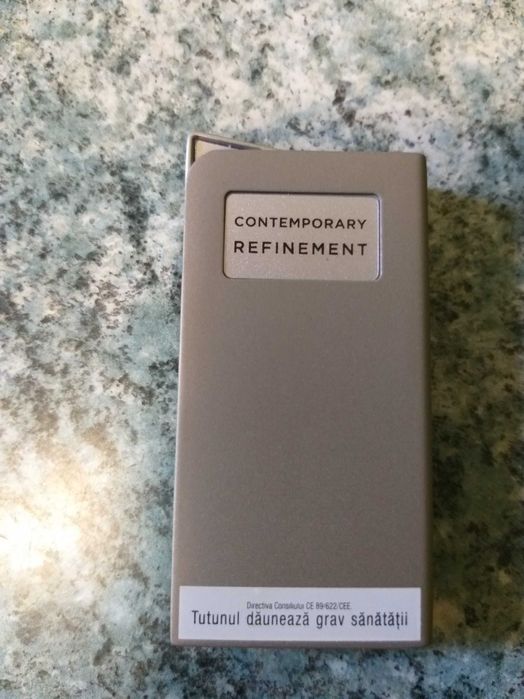 CONTEMPORARY
REFINEMENT
Directiva Consiliului CE 89/622/CEE
Tutunul dăunează grav sănătății